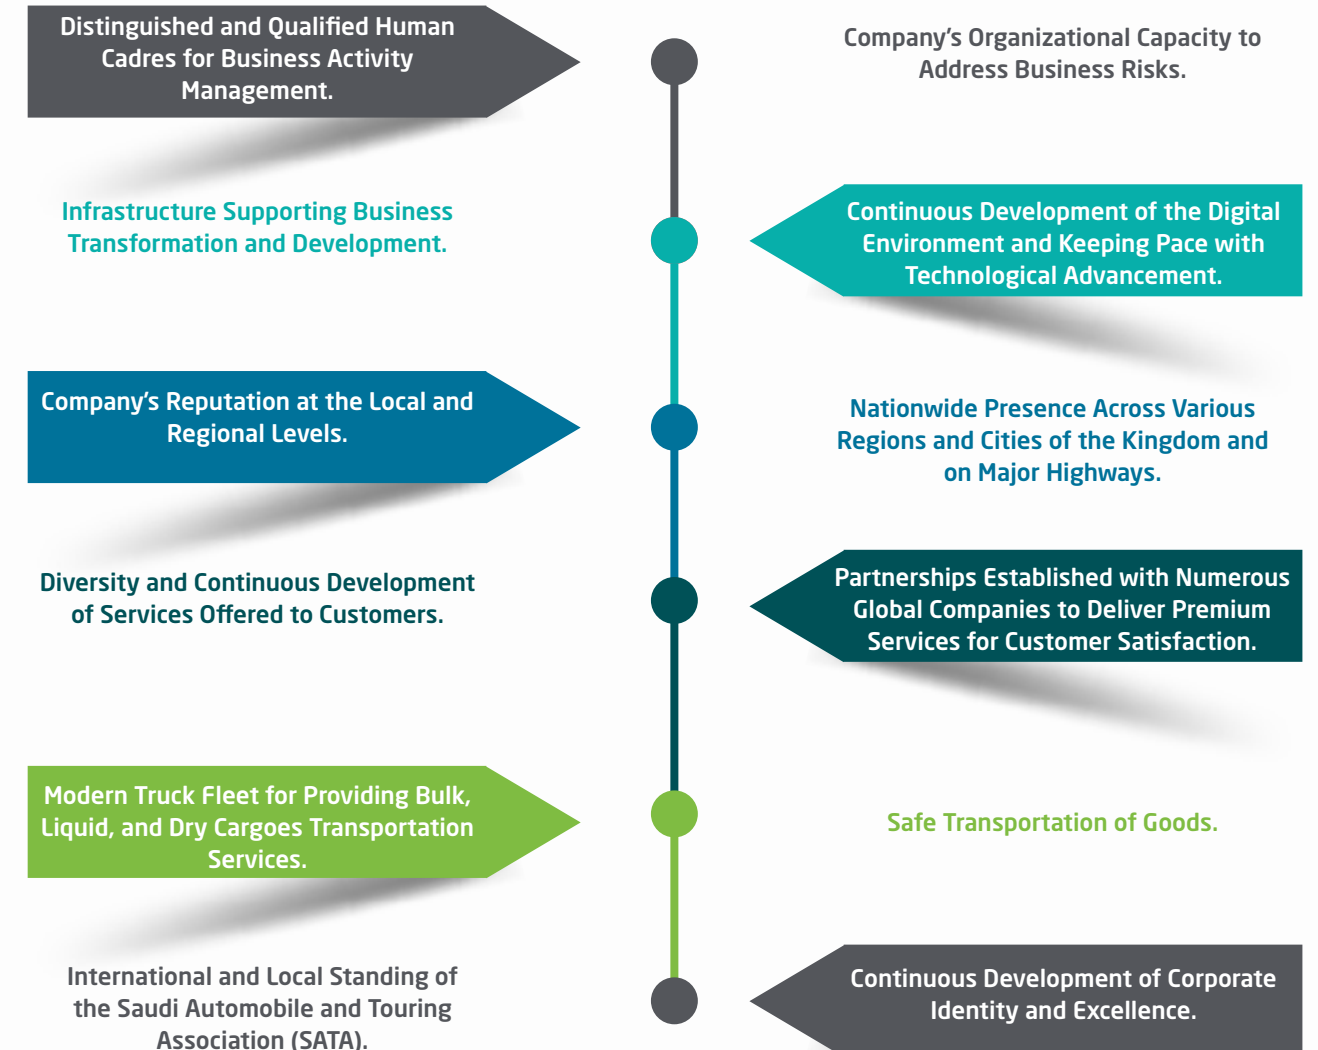 Distinguished and Qualified Human
Cadres for Business Activity
Management.
Company's Organizational Capacity to
Address Business Risks.
Infrastructure Supporting Business
Transformation and Development.
Continuous Development of the Digital
Environment and Keeping Pace with
Technological Advancement.
Company's Reputation at the Local and
Regional Levels.
Nationwide Presence Across Various
Regions and Cities of the Kingdom and
on Major Highways.
Diversity and Continuous Development
of Services Offered to Customers.
Partnerships Established with Numerous
Global Companies to Deliver Premium
Services for Customer Satisfaction.
Modern Truck Fleet for Providing Bulk,
Liquid, and Dry Cargoes Transportation
Services.
Safe Transportation of Goods.
International and Local Standing of
the Saudi Automobile and Touring
Association (SATA).
Continuous Development of Corporate
Identity and Excellence.